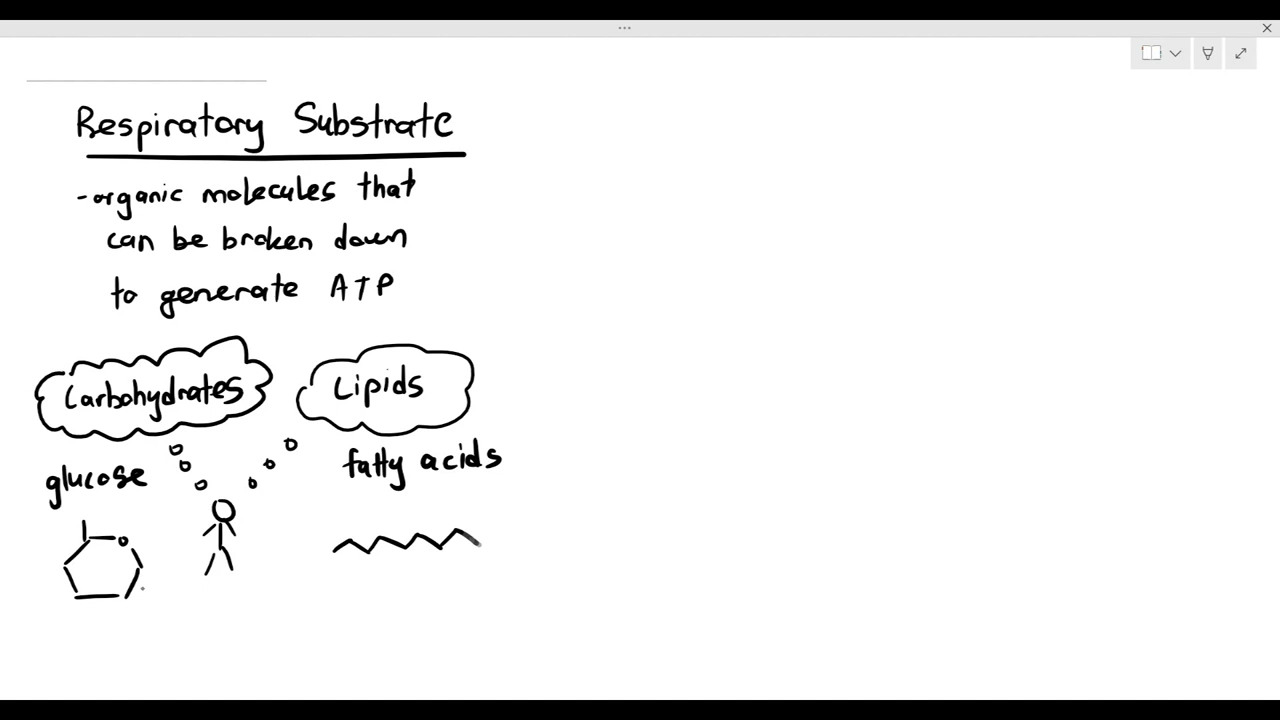 Respiratory Substrate
-organic molecules that
can be broken down
to generate ATP
Carbohydrates
Lipids
glucose
fatty acids
o